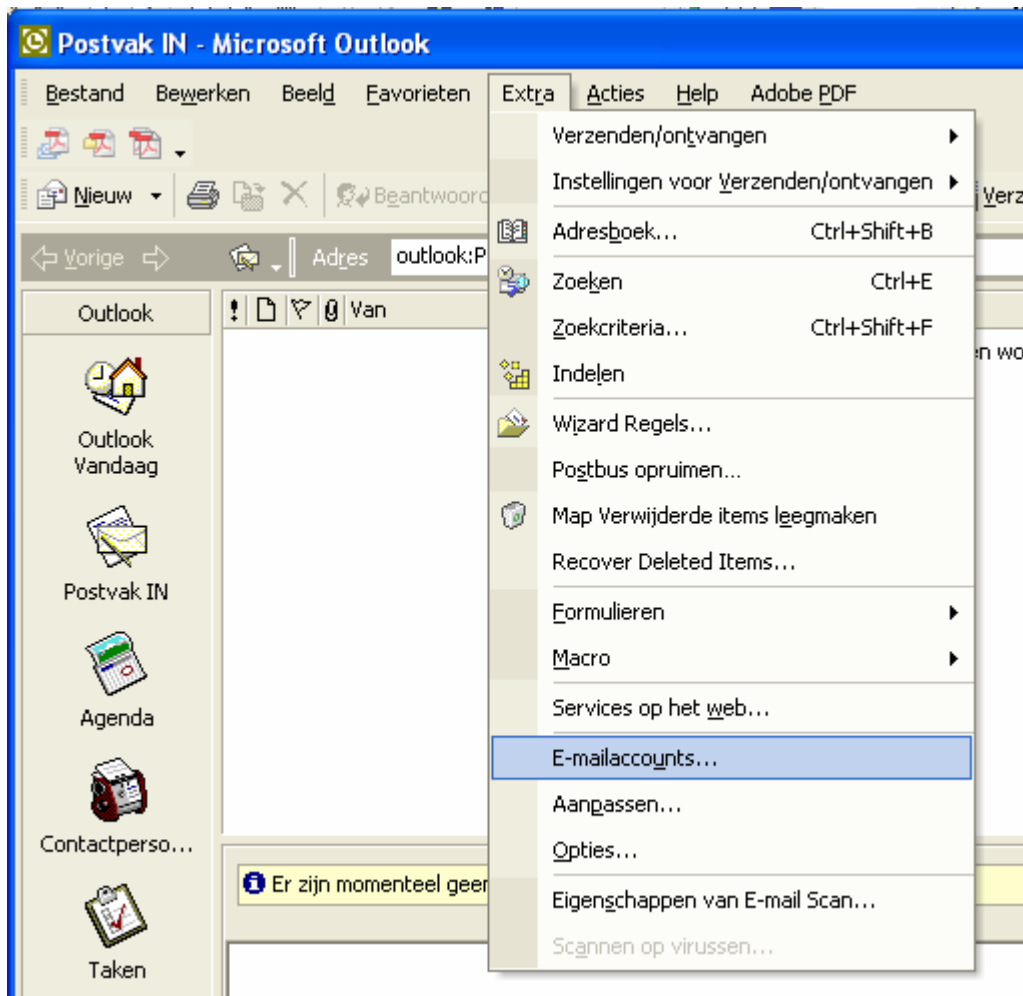 Postvak IN - Microsoft Outlook
Bestand Bewerken Beeld Favorieten Extra Acties Help Adobe PDF
Nieuw
Vorige
Adres outlook:P
Outlook
! Van
Outlook Vandaag
Postvak IN
Agenda
Contactperso...
Taken
Verzenden/ontvangen
Instellingen voor Verzenden/ontvangen
Adresboek... Ctrl+Shift+B
Zoeken Ctrl+E
Zoekcriteria... Ctrl+Shift+F
Indelen
Wizard Regels...
Postbus opruimen...
Map Verwijderde items leegmaken
Recover Deleted Items...
Formulieren
Macro
Services op het web...
E-mailaccounts...
Aanpassen...
Opties...
Eigenschappen van E-mail Scan...
Scannen op virussen...
Er zijn momenteel